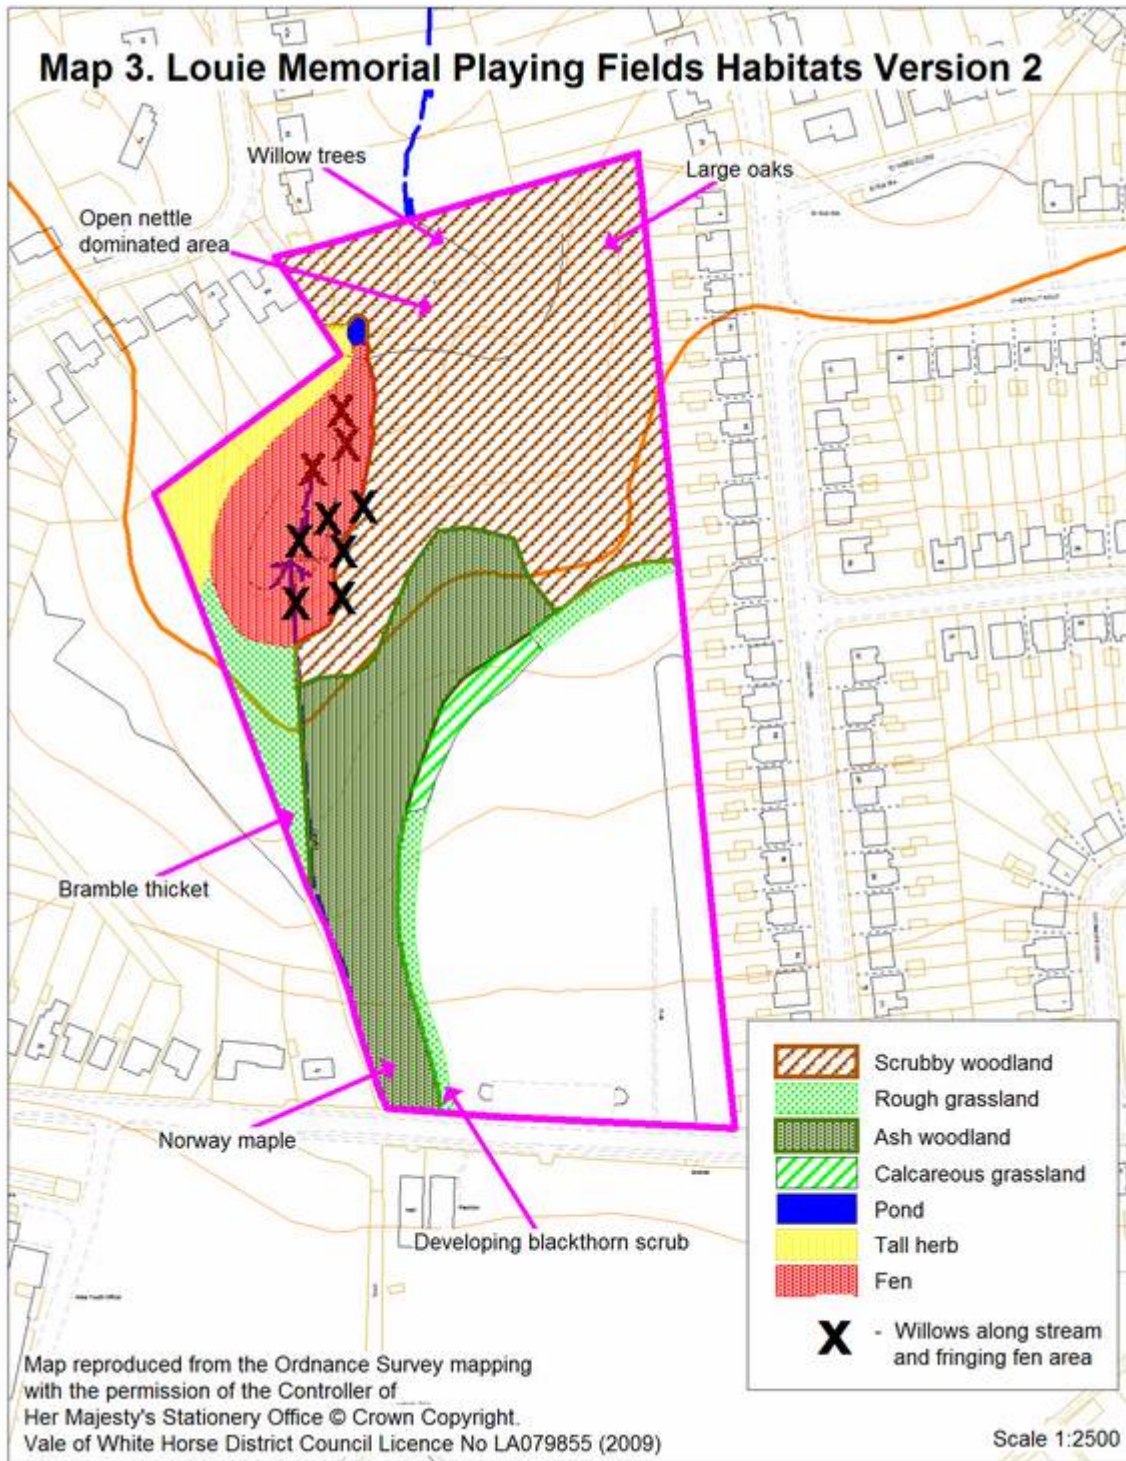 Map 3. Louie Memorial Playing Fields Habitats Version 2
Willow trees
Large oaks
Open nettle
dominated area
Bramble thicket
Norway maple
Developing blackthorn scrub
Scrubby woodland
Rough grassland
Ash woodland
Calcareous grassland
Pond
Tall herb
Fen
X - Willows along stream
and fringing fen area
Map reproduced from the Ordnance Survey mapping
with the permission of the Controller of
Her Majesty's Stationery Office © Crown Copyright.
Vale of White Horse District Council Licence No LA079855 (2009)
Scale 1:2500